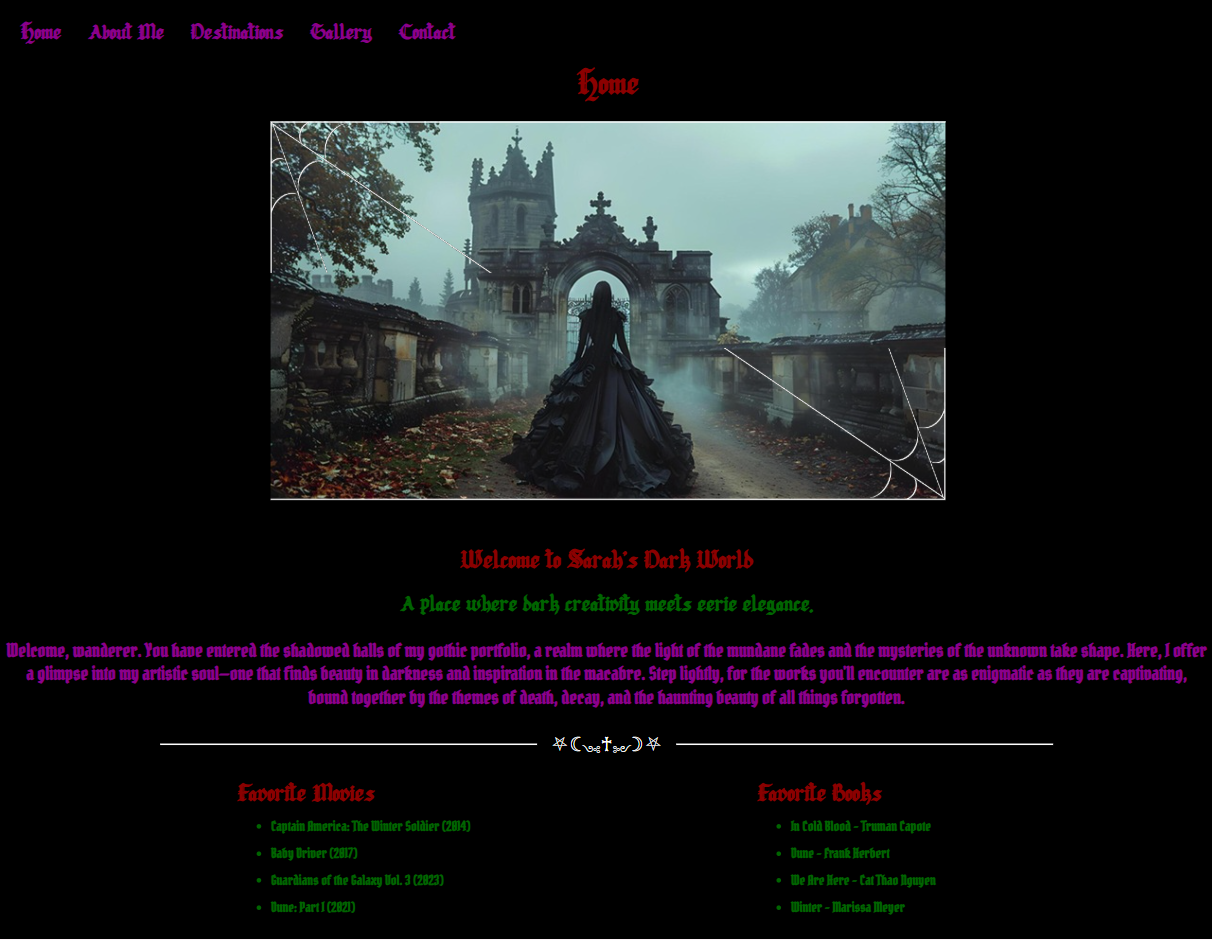 Home About Me Destinations Gallery Contact
Home
Welcome to Sarah's Dark World
A place where dark creativity meets eerie elegance.
Welcome, wanderer. You have entered the shadowed halls of my gothic portfolio, a realm where the light of the mundane fades and the mysteries of the unknown take shape. Here, I offer
a glimpse into my artistic soul—one that finds beauty in darkness and inspiration in the macabre. Step lightly, for the works you'll encounter are as enigmatic as they are captivating,
bound together by the themes of death, decay, and the haunting beauty of all things forgotten.
Favorite Movies
• Captain America: The Winter Soldier (2014)
• Baby Driver (2017)
• Guardians of the Galaxy Vol. 3 (2023)
• Dune: Part 1 (2021)
Favorite Books
• In Cold Blood - Truman Capote
• Dune - Frank Herbert
• We Are Here - Cat Thao Nguyen
• Winter - Marissa Meyer